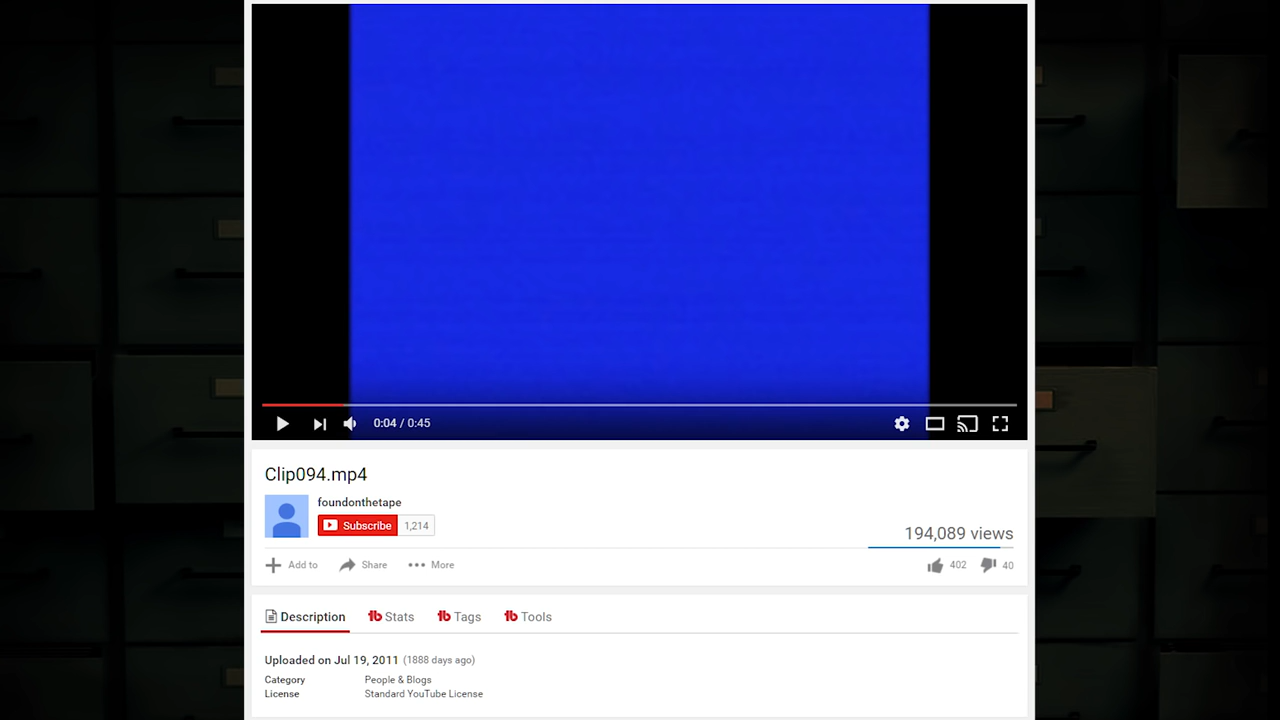 0:04 / 0:45
Clip094.mp4
foundonthetape
Subscribe 1,214
194,089 views
Add to Share More 402 40
Description Stats Tags Tools
Uploaded on Jul 19, 2011 (1888 days ago)
Category People & Blogs
License Standard YouTube License